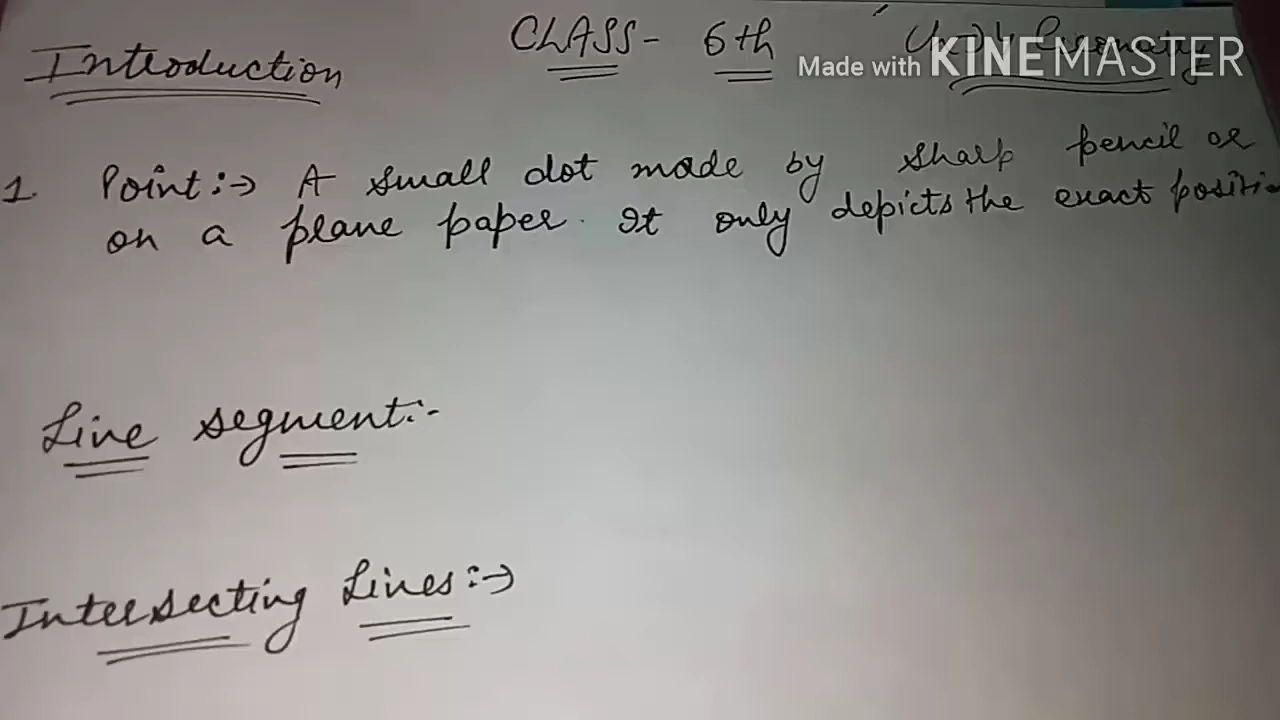 Introduction
CLASS- 6th
Made with KINEMASTER
1. Point:→ A small dot made by sharp pencil or
on a plane paper. It only depicts the exact positi
Line segment:-
Intersecting Lines:→